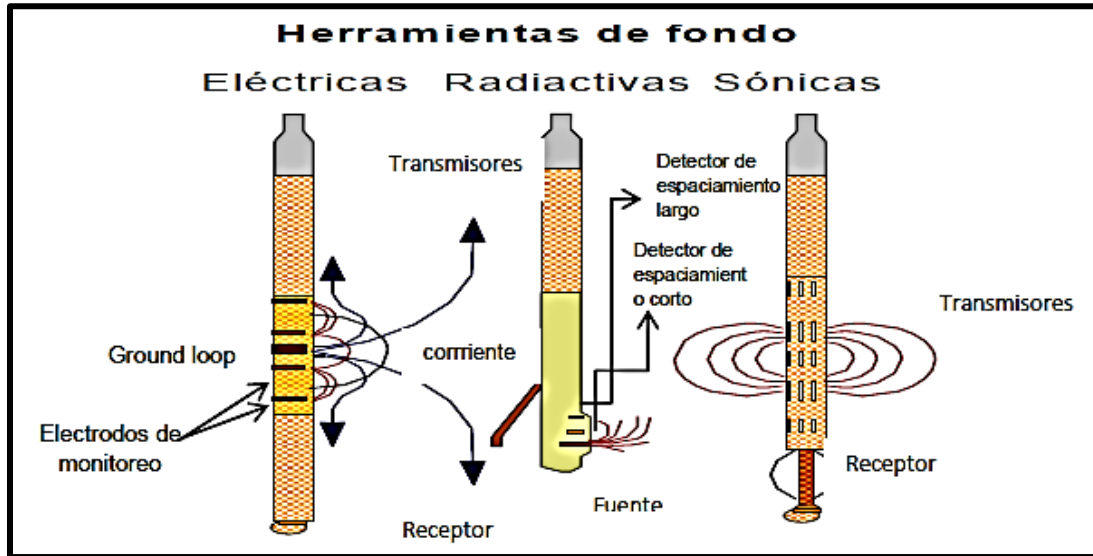 Herramientas de fondo
Eléctricas Radiactivas Sónicas
Transmisores
Detector de
espaciamiento
largo
Detector de
espaciamient
o corto
Transmisores
Ground loop
corrriente
Electrodos de
monitoreo
Receptor
Fuente
Receptor